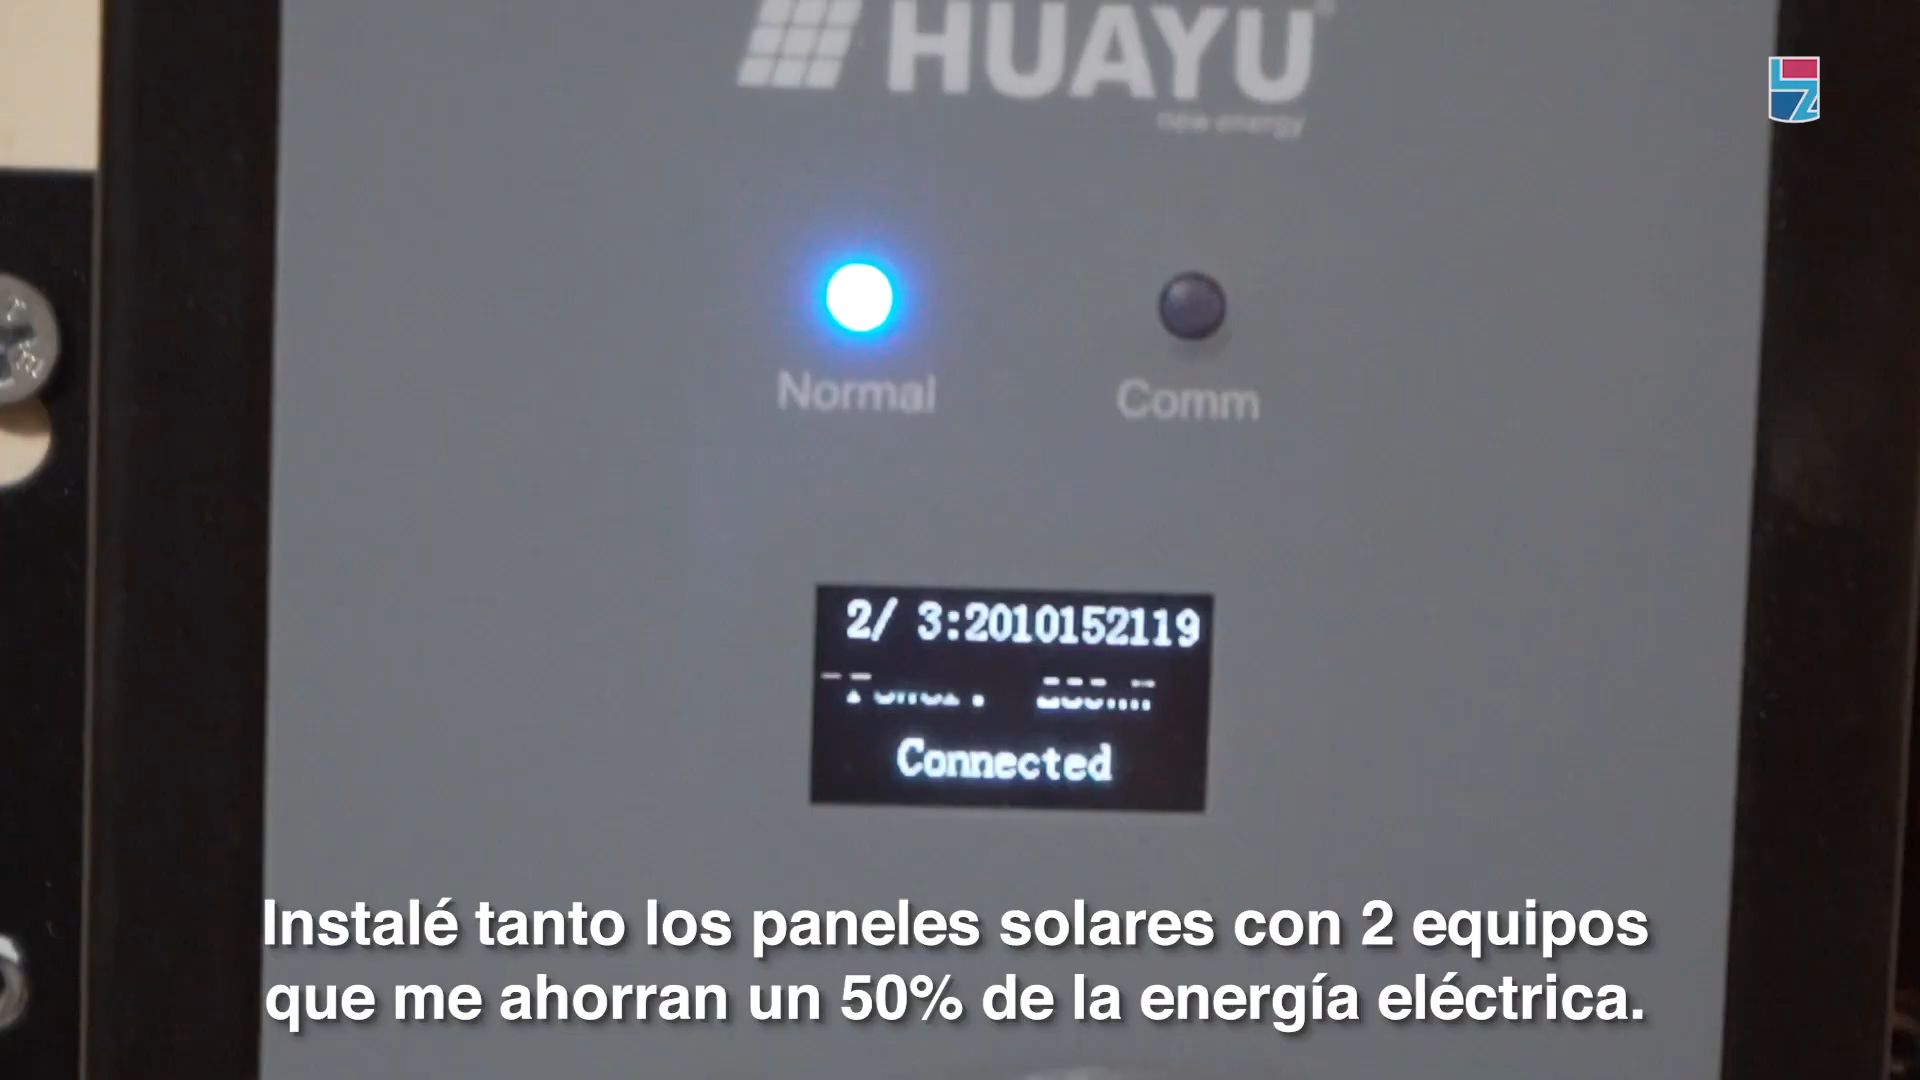 HUAYU
new energy
Normal
Comm
2/ 3:2010152119
Connected
Instalé tanto los paneles solares con 2 equipos
que me ahorran un 50% de la energía eléctrica.